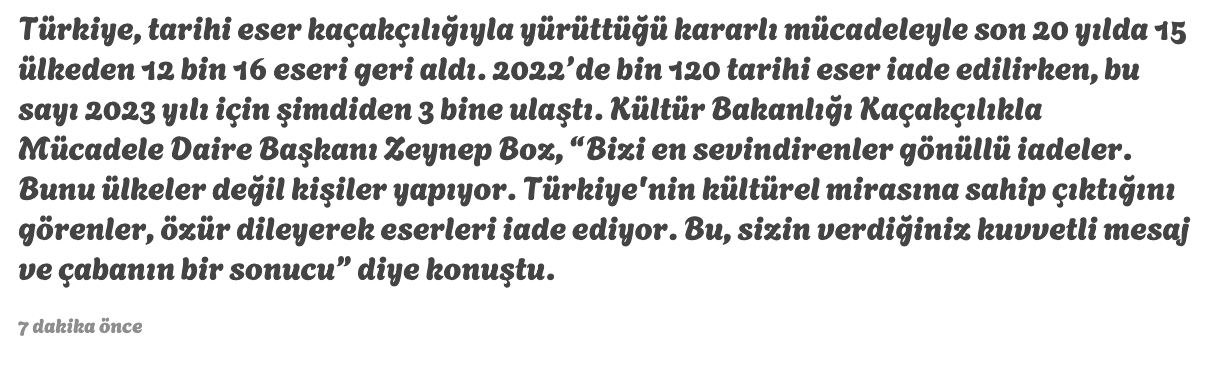 Türkiye, tarihi eser kaçakçılığıyla yürüttüğü kararlı mücadeleyle son 20 yılda 15
ülkeden 12 bin 16 eseri geri aldı. 2022’de bin 120 tarihi eser iade edilirken, bu
sayı 2023 yılı için şimdiden 3 bine ulaştı. Kültür Bakanlığı Kaçakçılıkla
Mücadele Daire Başkanı Zeynep Boz, “Bizi en sevindirenler gönüllü iadeler.
Bunu ülkeler değil kişiler yapıyor. Türkiye'nin kültürel mirasına sahip çıktığını
görenler, özür dileyerek eserleri iade ediyor. Bu, sizin verdiğiniz kuvvetli mesaj
ve çabanın bir sonucu” diye konuştu.
7 dakika önce